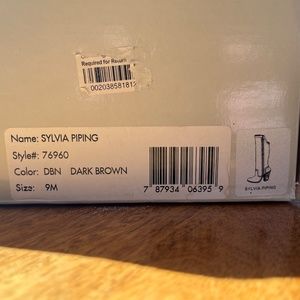 Required for Return
0020385818
Name: SYLVIA PIPING
Style#: 76960
Color: DBN DARK BROWN
Size: 9M
7 87934 06395 9
SYLVIA PIPING